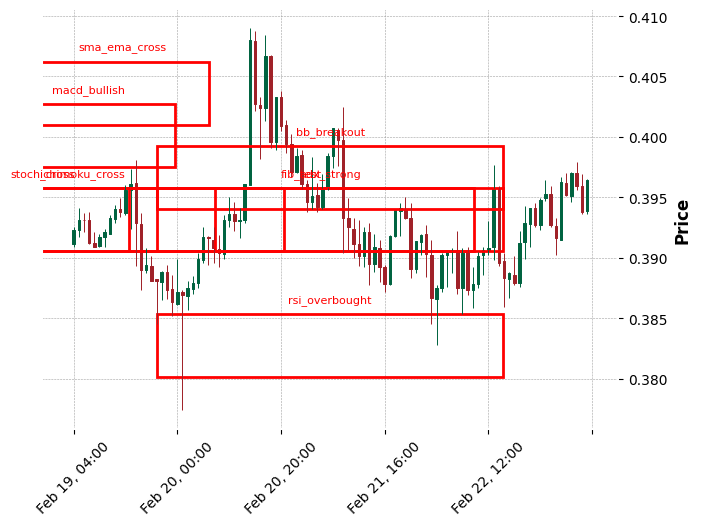 sma_ema_cross
0.410
macd_bullish
0.405
bb_breakout
0.400
ichimoku_cross
0.395
0.390
Price
rsi_overbought
0.385
0.380
Feb 19, 04:00
Feb 20, 00:00
Feb 20, 20:00
Feb 21, 16:00
Feb 22, 12:00